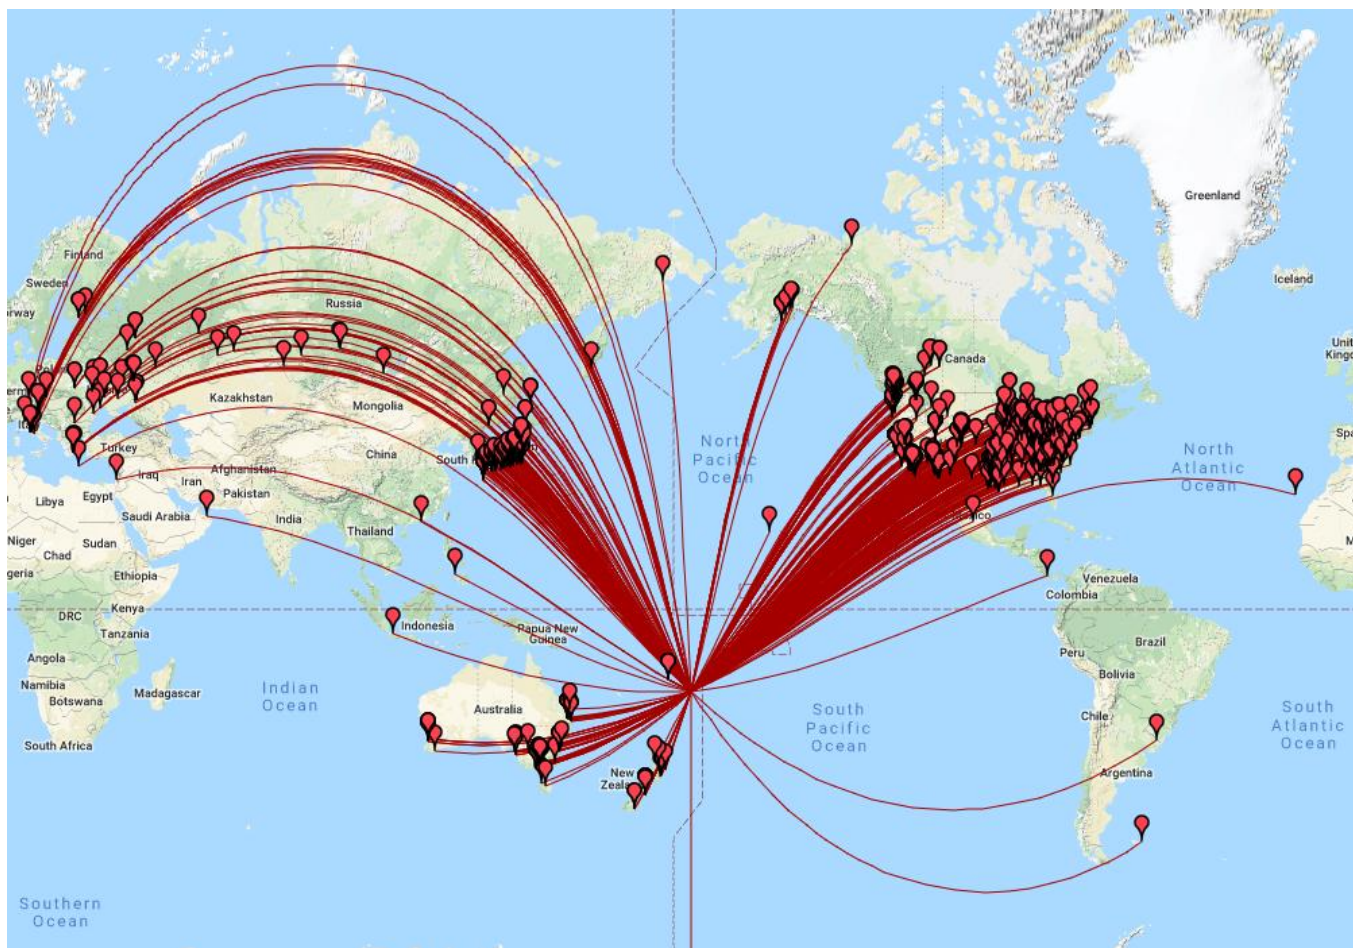 Greenland
Finland
Iceland
Sweden
Russia
Canada
Kazakhstan
Mongolia
North
Pacific
Ocean
North
Atlantic
Ocean
Turkey
China
South
Afghanistan
Iraq
Iran
Pakistan
Libya
Egypt
Saudi Arabia
India
Thailand
Niger
Chad
Sudan
Ethiopia
Venezuela
Colombia
DRC
Kenya
Tanzania
Indonesia
Papua New
Guinea
Peru
Brazil
Angola
Bolivia
Namibia
Botswana
Madagascar
Indian
Ocean
Australia
South
Pacific
Ocean
Chile
South
Atlantic
Ocean
South Africa
New
Argentina
Southern
Ocean